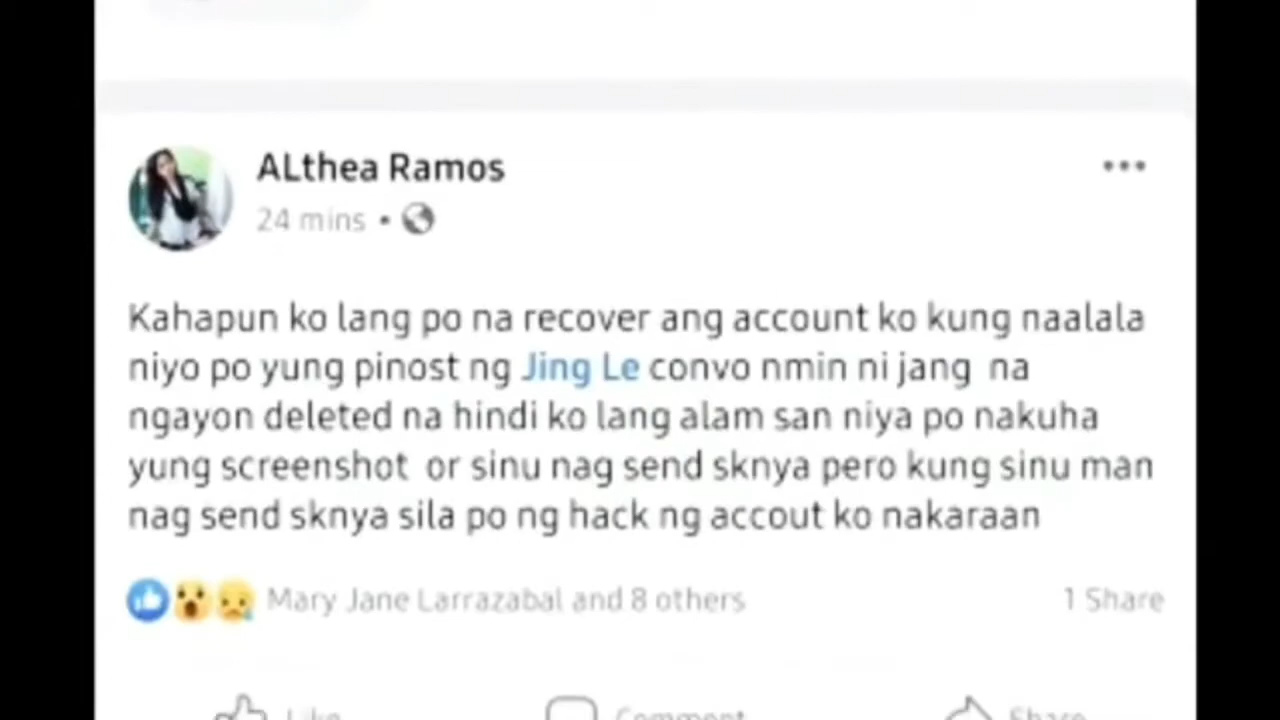 ALthea Ramos
24 mins •
Kahapun ko lang po na recover ang account ko kung naalala
niyo po yung pinost ng Jing Le convo nmin ni jang na
ngayon deleted na hindi ko lang alam san niya po nakuha
yung screenshot or sinu nag send sknya pero kung sinu man
nag send sknya sila po ng hack ng accout ko nakaraan
Mary Jane Larrazabal and 8 others 1 Share
Like Comment Share